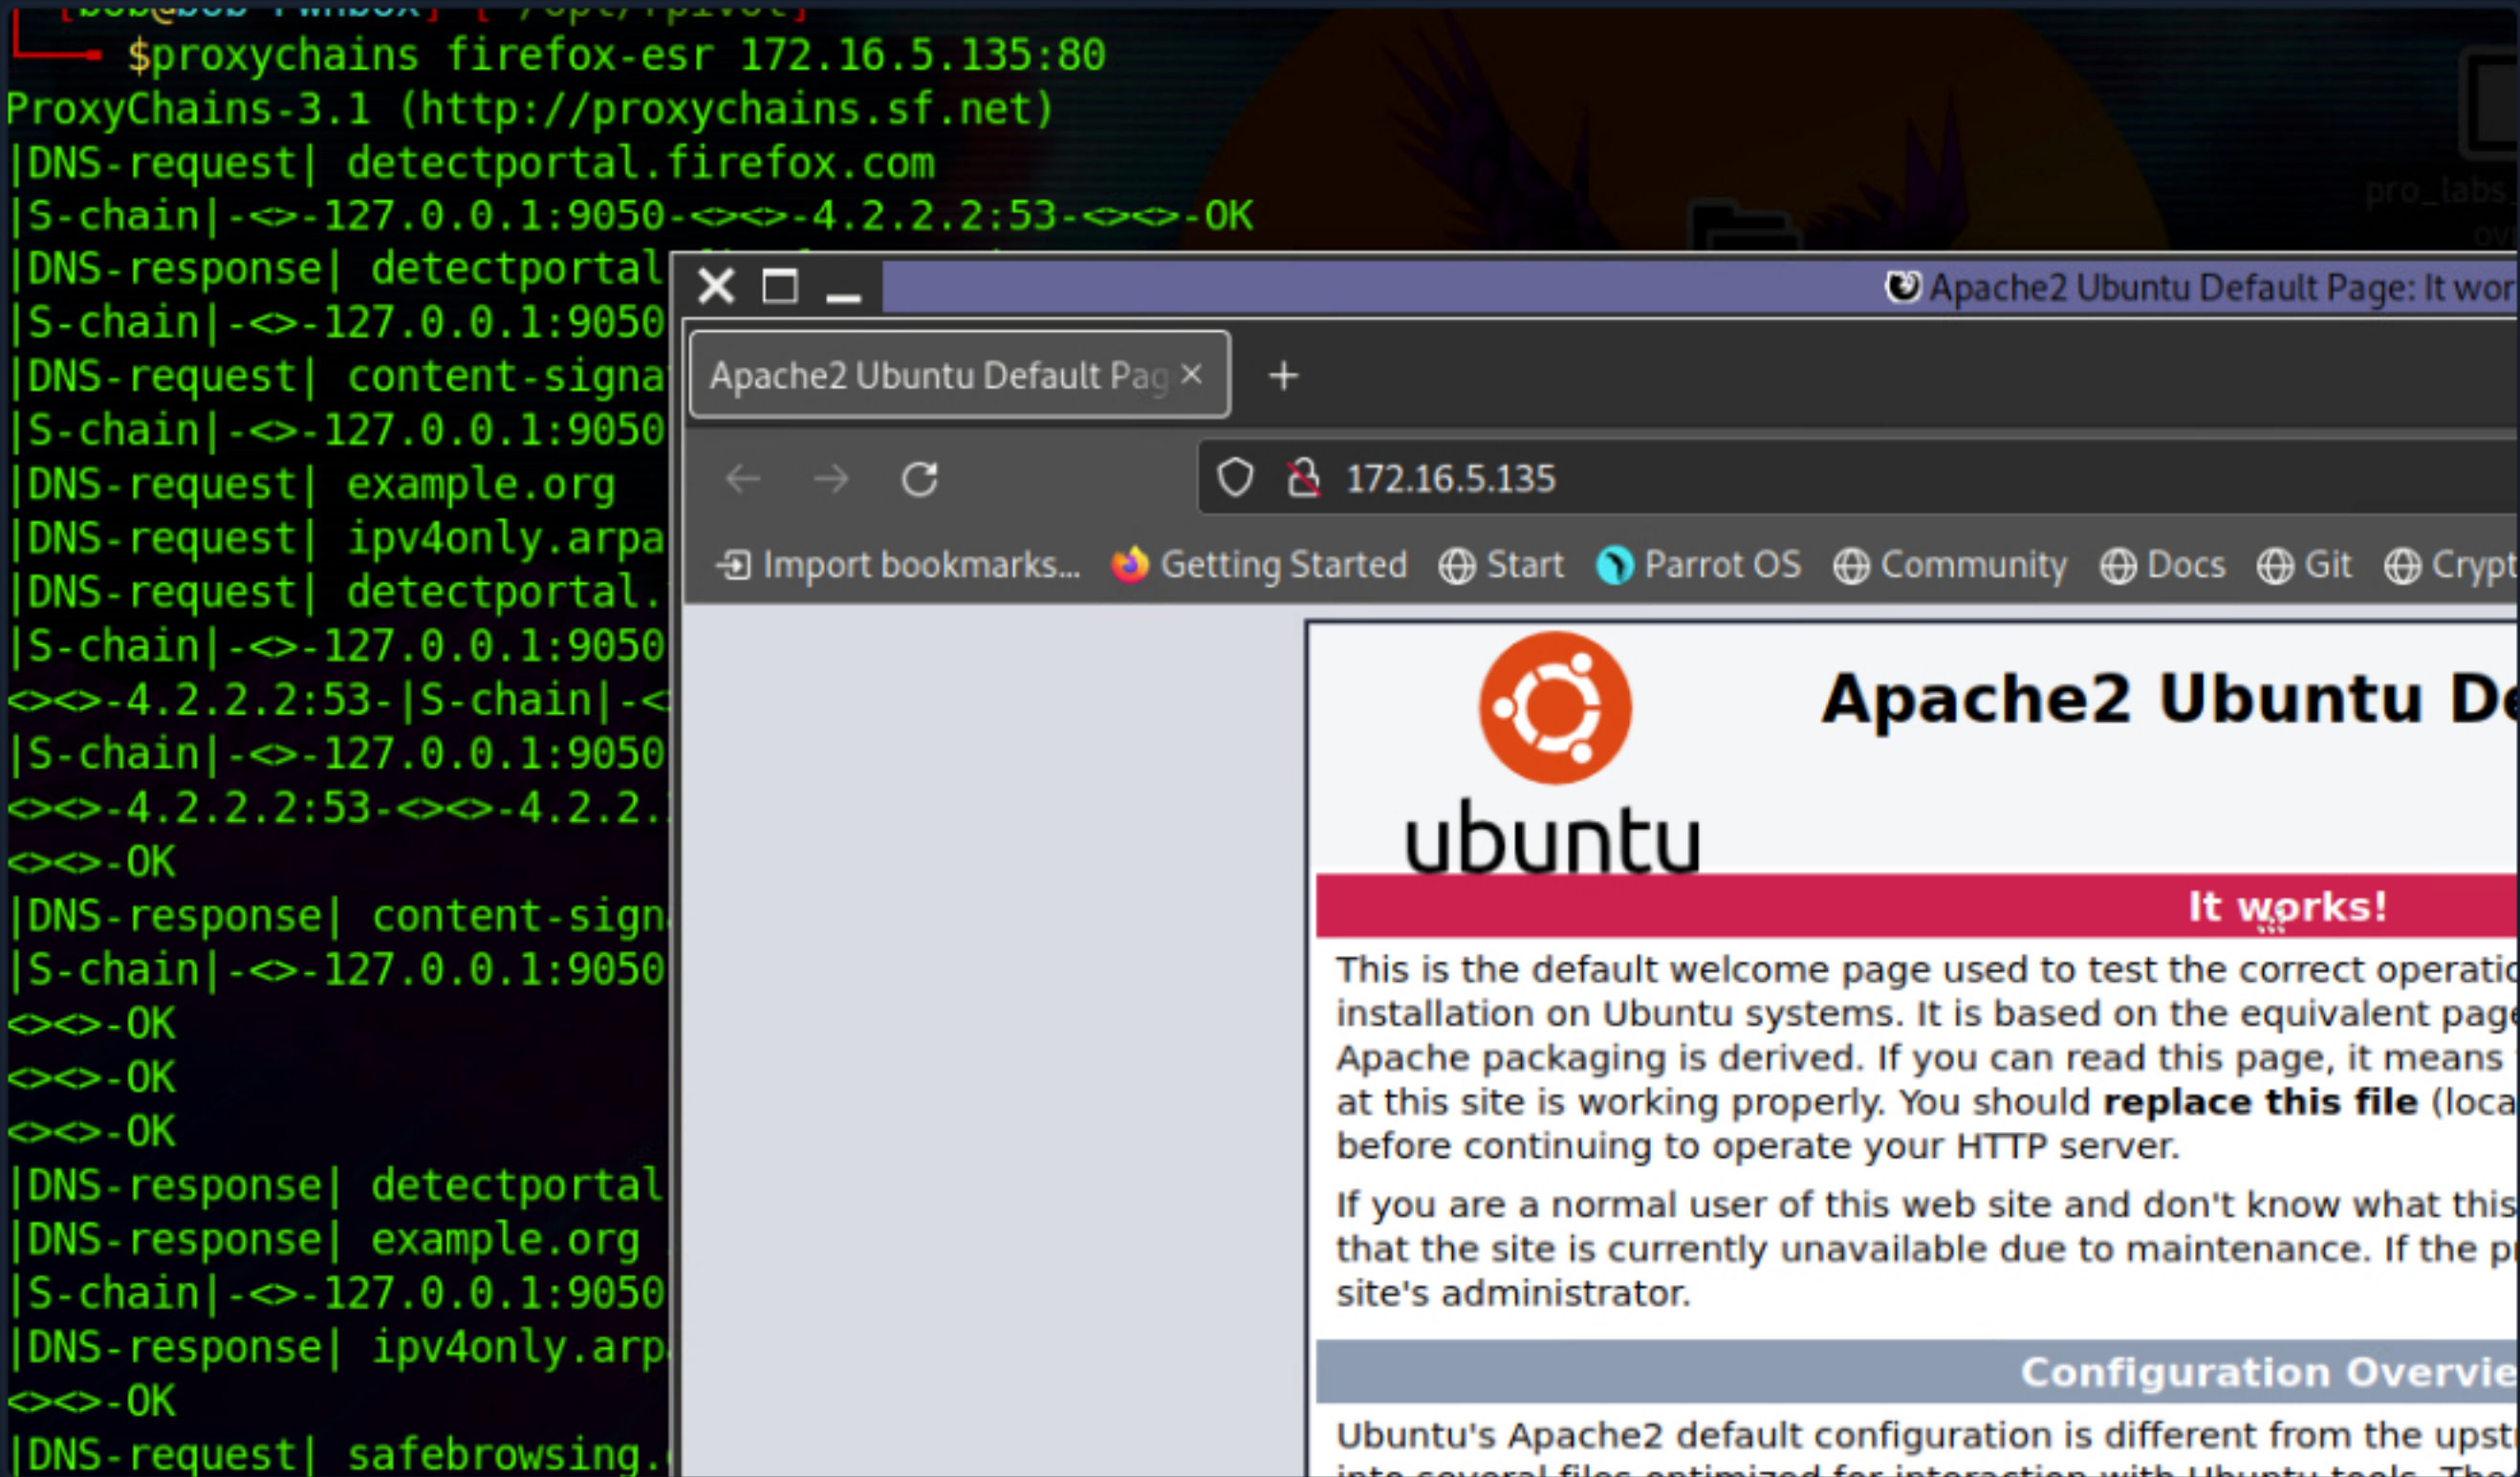 $proxychains firefox-esr 172.16.5.135:80
ProxyChains-3.1 (http://proxychains.sf.net)
|DNS-request| detectportal.firefox.com
|S-chain|-<>-127.0.0.1:9050-<><>-4.2.2.2:53-<><>-OK
|DNS-response| detectportal
|S-chain|-<>-127.0.0.1:9050
|DNS-request| content-signa
|S-chain|-<>-127.0.0.1:9050
|DNS-request| example.org
|DNS-request| ipv4only.arpa
|DNS-request| detectportal.
|S-chain|-<>-127.0.0.1:9050
<><>-4.2.2.2:53-|S-chain|-<
|S-chain|-<>-127.0.0.1:9050
<><>-4.2.2.2:53-<><>-4.2.2.
<><>-OK
|DNS-response| content-sign
|S-chain|-<>-127.0.0.1:9050
<><>-OK
<><>-OK
<><>-OK
|DNS-response| detectportal
|DNS-response| example.org
|S-chain|-<>-127.0.0.1:9050
|DNS-response| ipv4only.arp
<><>-OK
|DNS-request| safebrowsing.
pro_labs_
Apache2 Ubuntu Default Page: It wor
Apache2 Ubuntu Default Pag
172.16.5.135
Import bookmarks... Getting Started Start Parrot OS Community Docs Git Crypt
Apache2 Ubuntu De
ubuntu
It works!
This is the default welcome page used to test the correct operatio
installation on Ubuntu systems. It is based on the equivalent page
Apache packaging is derived. If you can read this page, it means
at this site is working properly. You should replace this file (loca
before continuing to operate your HTTP server.
If you are a normal user of this web site and don't know what this
that the site is currently unavailable due to maintenance. If the p
site's administrator.
Configuration Overvie
Ubuntu's Apache2 default configuration is different from the upst
into several files optimized for interaction with Ubuntu tools. The